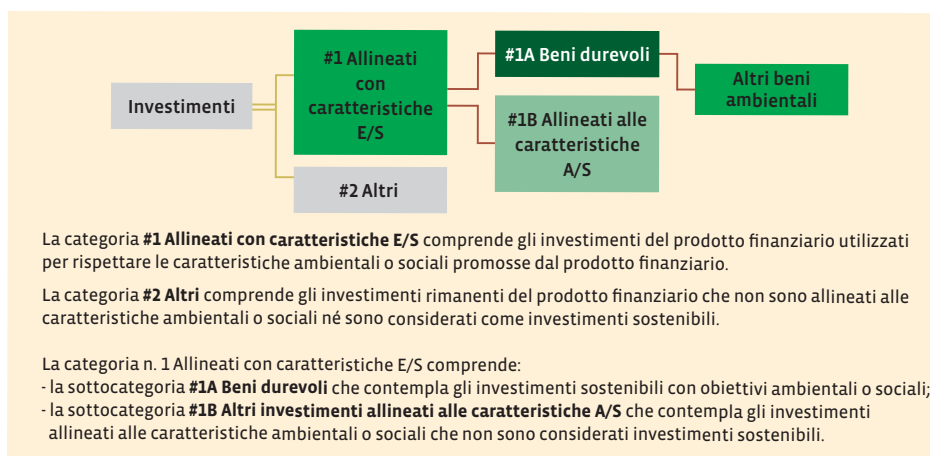 Investimenti
#1 Allineati
con
caratteristiche
E/S
#2 Altri
#1A Beni durevoli
#1B Allineati alle
caratteristiche
A/S
Altri beni
ambientali
La categoria #1 Allineati con caratteristiche E/S comprende gli investimenti del prodotto finanziario utilizzati
per rispettare le caratteristiche ambientali o sociali promosse dal prodotto finanziario.
La categoria #2 Altri comprende gli investimenti rimanenti del prodotto finanziario che non sono allineati alle
caratteristiche ambientali o sociali né sono considerati come investimenti sostenibili.
La categoria n. 1 Allineati con caratteristiche E/S comprende:
- la sottocategoria #1A Beni durevoli che contempla gli investimenti sostenibili con obiettivi ambientali o sociali;
- la sottocategoria #1B Altri investimenti allineati alle caratteristiche A/S che contempla gli investimenti
allineati alle caratteristiche ambientali o sociali che non sono considerati investimenti sostenibili.